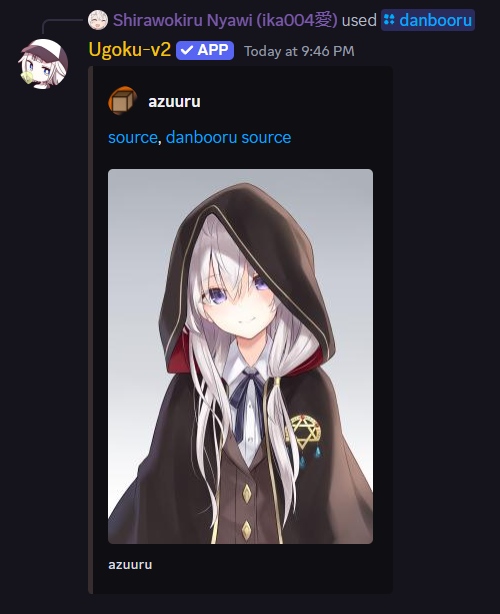 Shirawokiru Nyawi (ika004愛) used danbooru
Ugoku-v2 ✓ APP Today at 9:46 PM
azuuru
source, danbooru source
azuuru